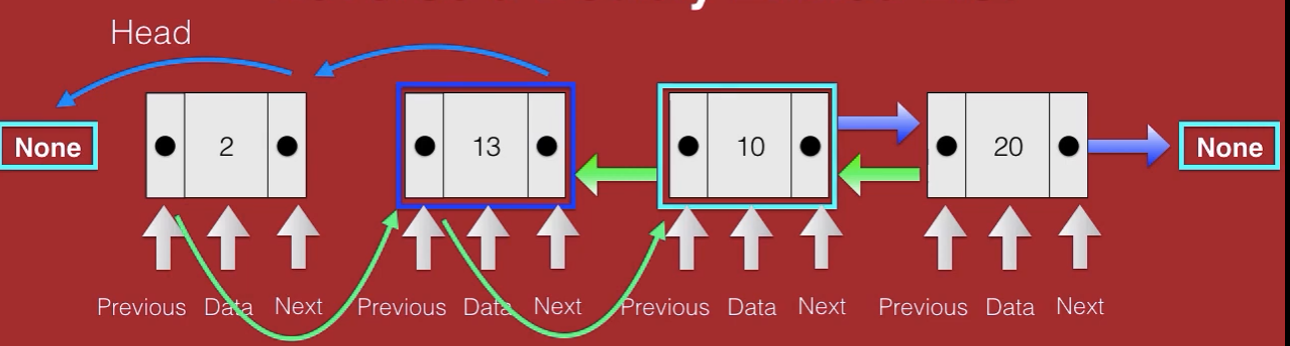 Head
None
2
13
10
20
None
Previous Data Next Previous Data Next Previous Data Next Previous Data Next